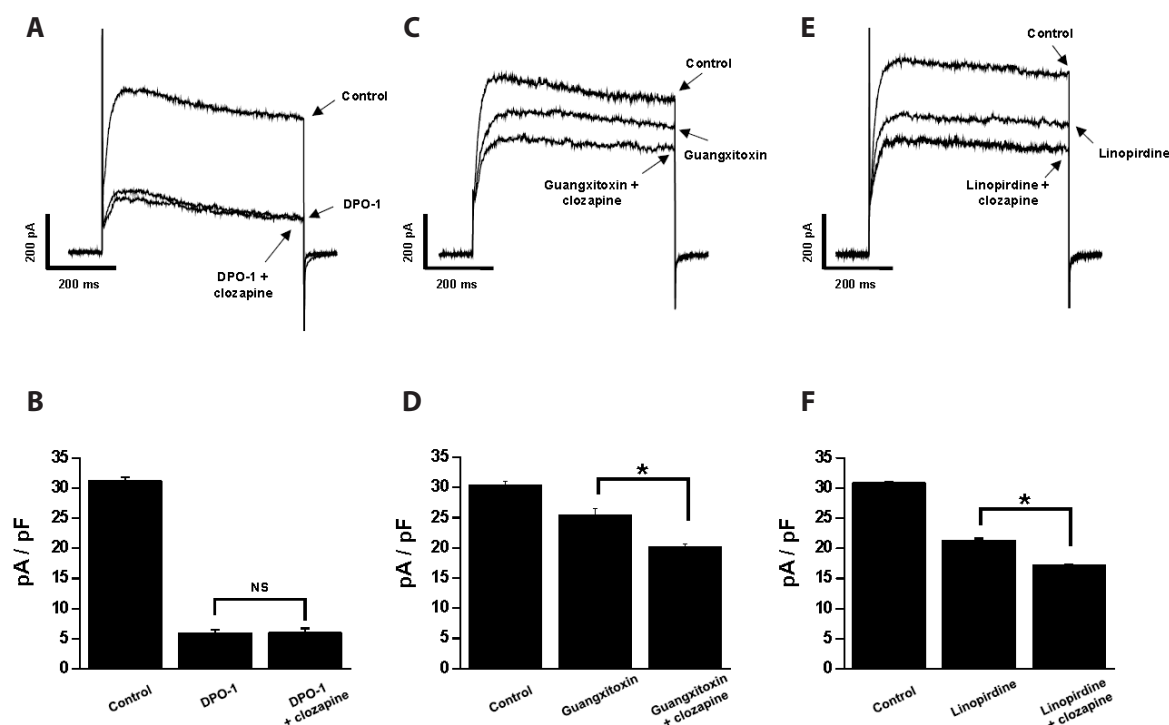 A
Control
DPO-1
DPO-1 +
clozapine
200 pA
200 ms
C
Control
Guangxitoxin
Guangxitoxin +
clozapine
200 pA
200 ms
E
Control
Linopirdine
Linopirdine +
clozapine
200 pA
200 ms
B
pA / pF
35
30
25
20
15
10
5
0
NS
Control
DPO-1
DPO-1
+ clozapine
D
pA / pF
35
30
25
20
15
10
5
0
*
Control
Guangxitoxin
Guangxitoxin
+ clozapine
F
pA / pF
35
30
25
20
15
10
5
0
*
Control
Linopirdine
Linopirdine
+ clozapine